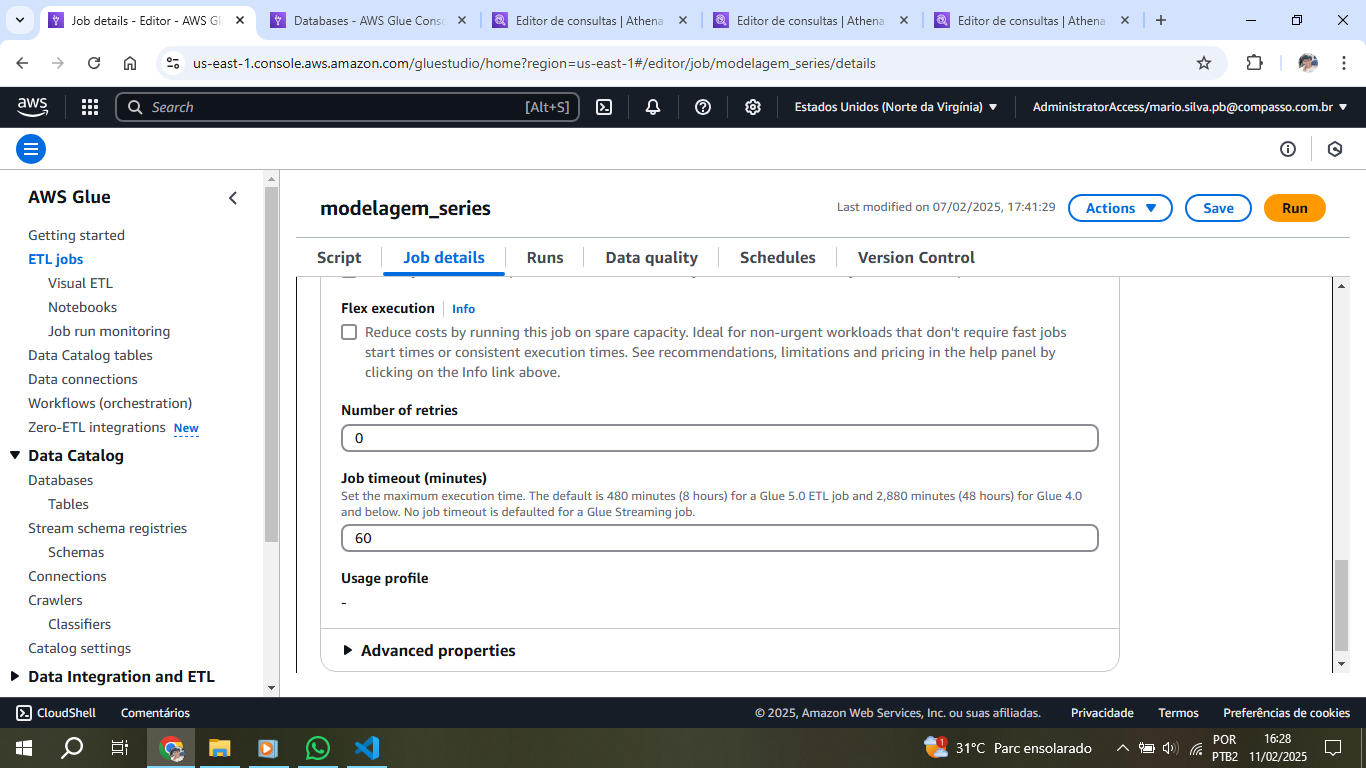 Job details - Editor - AWS Gl
Databases - AWS Glue Conso
Editor de consultas | Athena
Editor de consultas | Athena
Editor de consultas | Athena
us-east-1.console.aws.amazon.com/gluestudio/home?region=us-east-1#/editor/job/modelagem_series/details
aws
Search
[Alt+S]
Estados Unidos (Norte da Virgínia)
AdministratorAccess/mario.silva.pb@compasso.com.br
AWS Glue
Getting started
ETL jobs
Visual ETL
Notebooks
Job run monitoring
Data Catalog tables
Data connections
Workflows (orchestration)
Zero-ETL integrations New
Data Catalog
Databases
Tables
Stream schema registries
Schemas
Connections
Crawlers
Classifiers
Catalog settings
Data Integration and ETL
modelagem_series
Last modified on 07/02/2025, 17:41:29
Actions
Save
Run
Script
Job details
Runs
Data quality
Schedules
Version Control
Flex execution
Info
Reduce costs by running this job on spare capacity. Ideal for non-urgent workloads that don't require fast jobs
start times or consistent execution times. See recommendations, limitations and pricing in the help panel by
clicking on the Info link above.
Number of retries
0
Job timeout (minutes)
Set the maximum execution time. The default is 480 minutes (8 hours) for a Glue 5.0 ETL job and 2,880 minutes (48 hours) for Glue 4.0
and below. No job timeout is defaulted for a Glue Streaming job.
60
Usage profile
-
Advanced properties
CloudShell
Comentários
© 2025, Amazon Web Services, Inc. ou suas afiliadas.
Privacidade
Termos
Preferências de cookies
1
31°C Parc ensolarado
POR
PTB2
16:28
11/02/2025